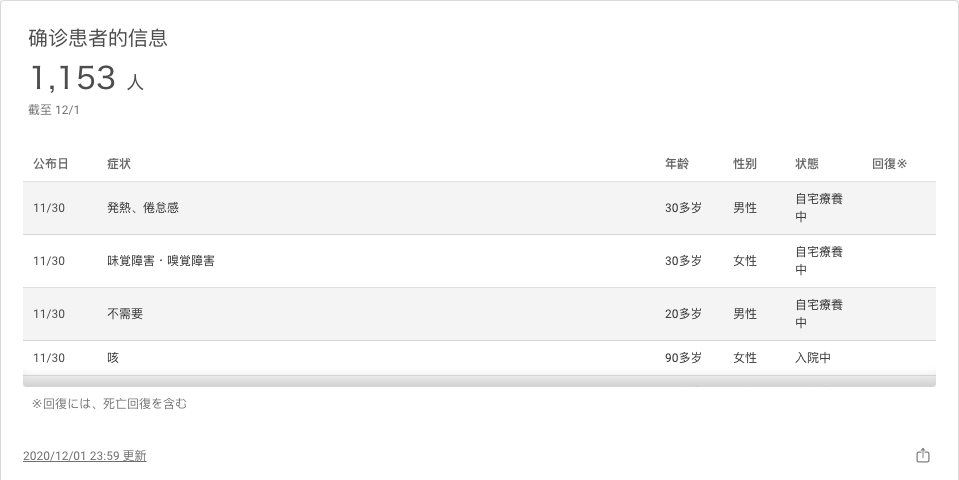 确诊患者的信息
1,153 人
截至 12/1
公布日 症状 年龄 性别 状態 回復※
11/30 発熱、倦怠感 30多岁 男性 自宅療養
中
11/30 味覚障害・嗅覚障害 30多岁 女性 自宅療養
中
11/30 不需要 20多岁 男性 自宅療養
中
11/30 咳 90多岁 女性 入院中
※回復には、死亡回復を含む
2020/12/01 23:59 更新